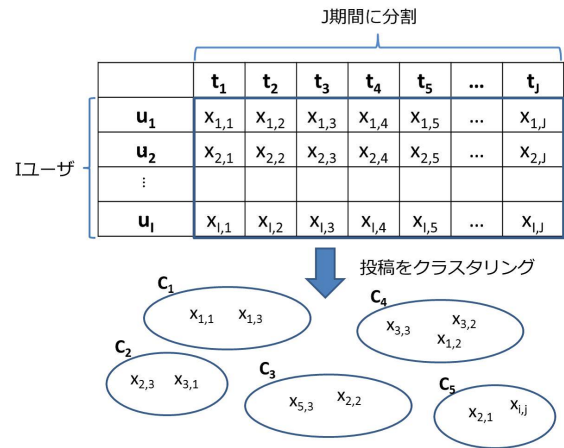 J期間に分割
t1 t2 t3 t4 t5 ... tJ
u1 x1,1 x1,2 x1,3 x1,4 x1,5 ... x1,J
u2 x2,1 x2,2 x2,3 x2,4 x2,5 ... x2,J
Iユーザ
⋮
uI xI,1 xI,2 xI,3 xI,4 xI,5 ... xI,J
投稿をクラスタリング
C1
x1,1 x1,3
C4
x3,3 x3,2
x1,2
C2
x2,3 x3,1
C3
x5,3 x2,2
C5
x2,1 xi,j